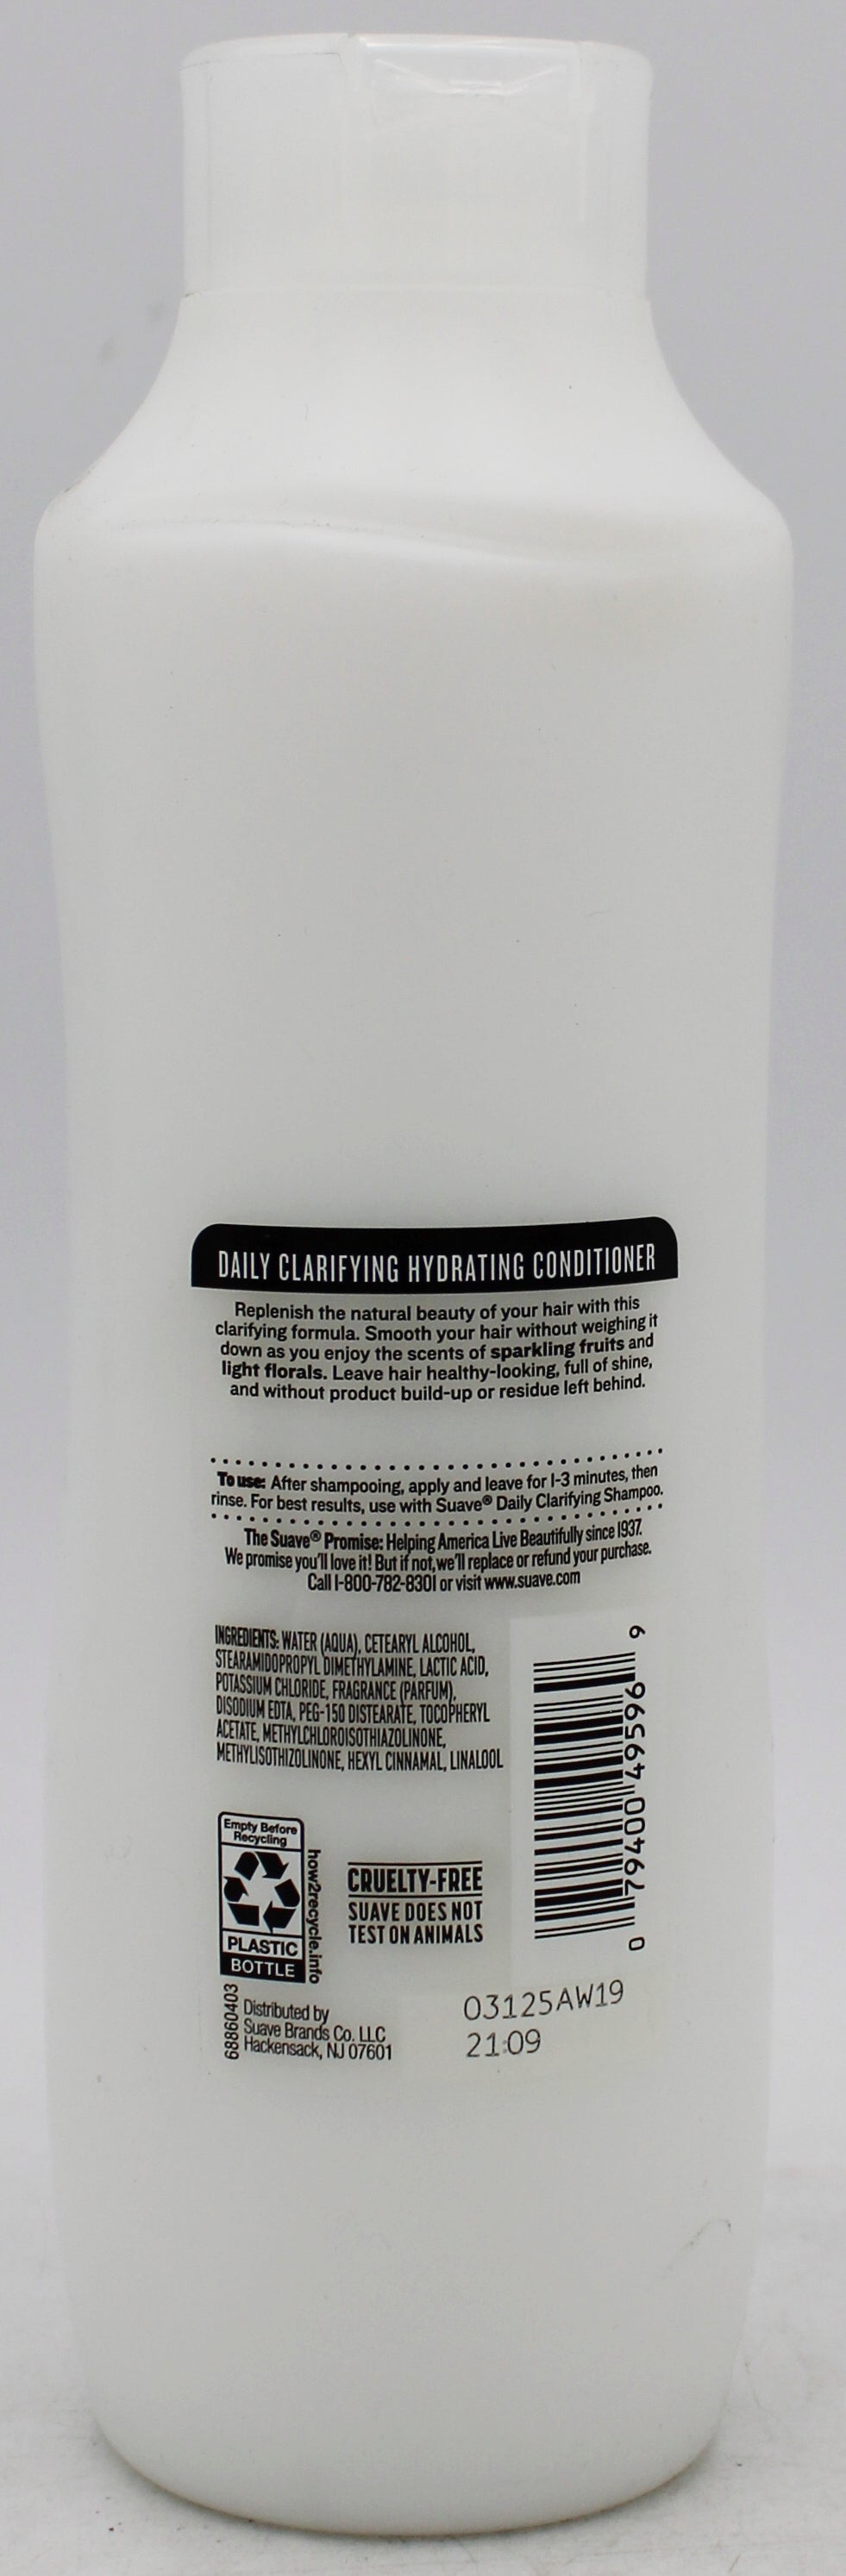 DAILY CLARIFYING HYDRATING CONDITIONER
Replenish the natural beauty of your hair with this
clarifying formula. Smooth your hair without weighing it
down as you enjoy the scents of sparkling fruits and
light florals. Leave hair healthy-looking, full of shine,
and without product build-up or residue left behind.
To use: After shampooing, apply and leave for 1-3 minutes, then
rinse. For best results, use with Suave® Daily Clarifying Shampoo.
The Suave® Promise: Helping America Live Beautifully since 1937.
We promise you'll love it! But if not, we'll replace or refund your purchase.
Call 1-800-782-8301 or visit www.suave.com
INGREDIENTS: WATER (AQUA), CETEARYL ALCOHOL,
STEARAMIDOPROPYL DIMETHYLAMINE, LACTIC ACID,
POTASSIUM CHLORIDE, FRAGRANCE (PARFUM),
DISODIUM EDTA, PEG-150 DISTEARATE, TOCOPHERYL
ACETATE, METHYLCHLOROISOTHIAZOLINONE,
METHYLISOTHIZOLINONE, HEXYL CINNAMAL, LINALOOL
0 79400 49596 9
Empty Before
Recycling
PLASTIC
BOTTLE
how2recycle.info
CRUELTY-FREE
SUAVE DOES NOT
TEST ON ANIMALS
68860403
Distributed by
Suave Brands Co. LLC
Hackensack, NJ 07601
03125AW19
21:09